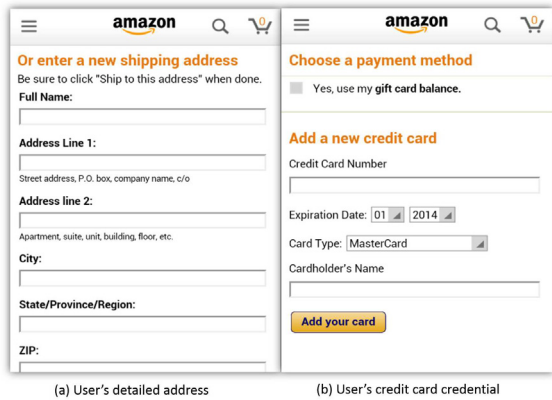 amazon
0
Or enter a new shipping address
Be sure to click "Ship to this address" when done.
Full Name:
Address Line 1:
Street address, P.O. box, company name, c/o
Address line 2:
Apartment, suite, unit, building, floor, etc.
City:
State/Province/Region:
ZIP:
(a) User's detailed address
amazon
0
Choose a payment method
Yes, use my gift card balance.
Add a new credit card
Credit Card Number
Expiration Date: 01 2014
Card Type: MasterCard
Cardholder's Name
Add your card
(b) User's credit card credential